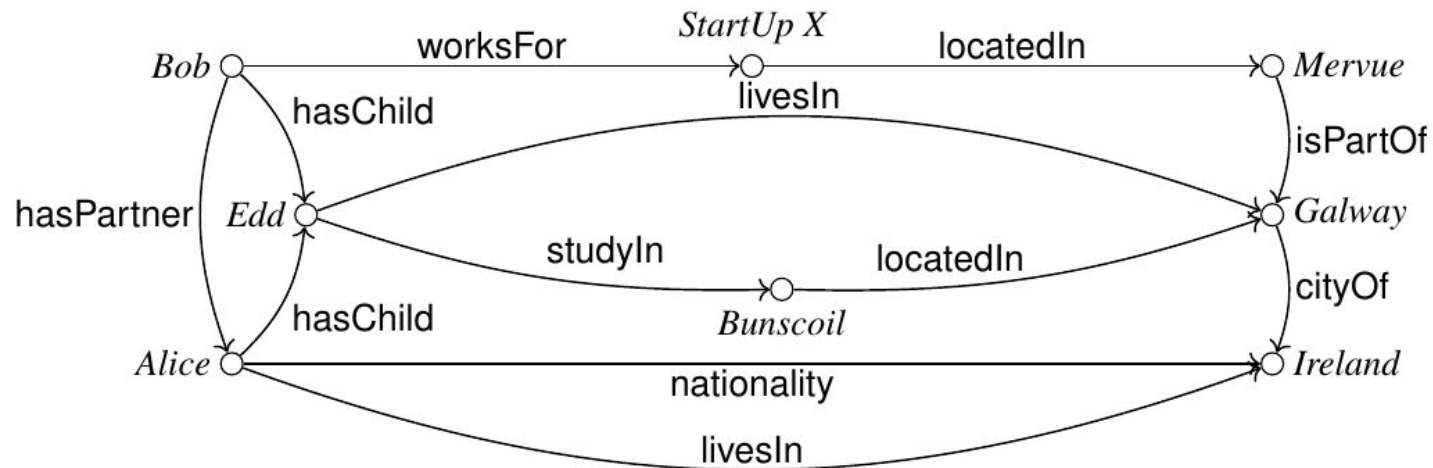 StartUp X
worksFor
locatedIn
Bob
Mervue
livesIn
hasChild
isPartOf
hasPartner
Edd
Galway
studyIn
locatedIn
cityOf
hasChild
Bunscoil
Alice
Ireland
nationality
livesIn